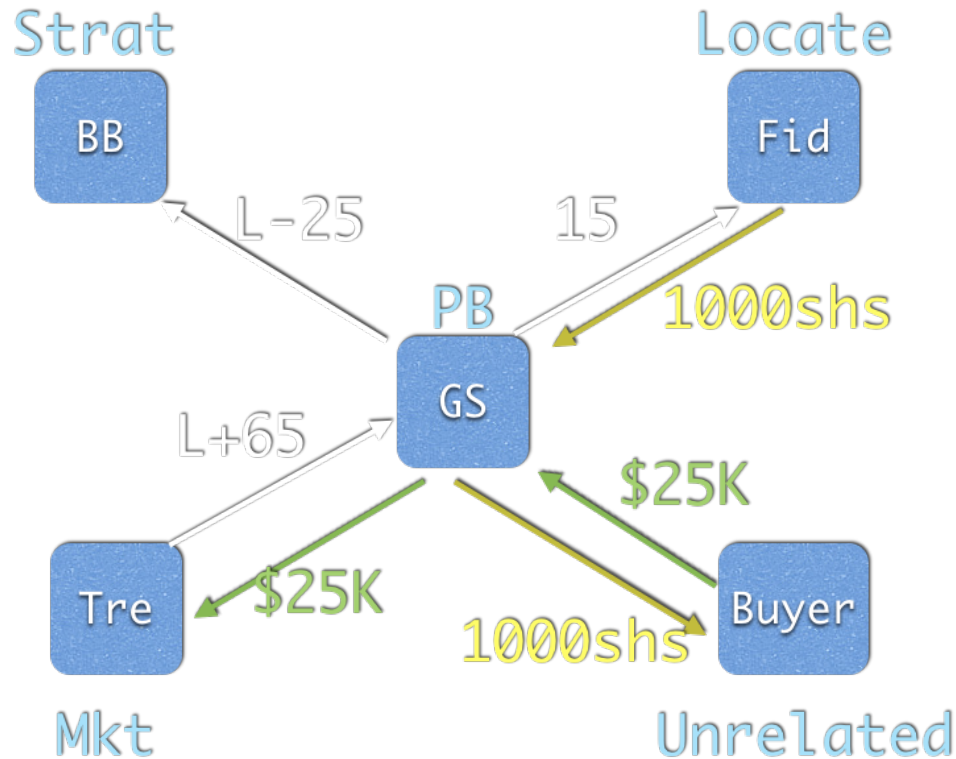 Strat
Locate
BB
Fid
L-25
15
PB
1000shs
GS
L+65
$25K
$25K
Tre
Buyer
1000shs
Mkt
Unrelated